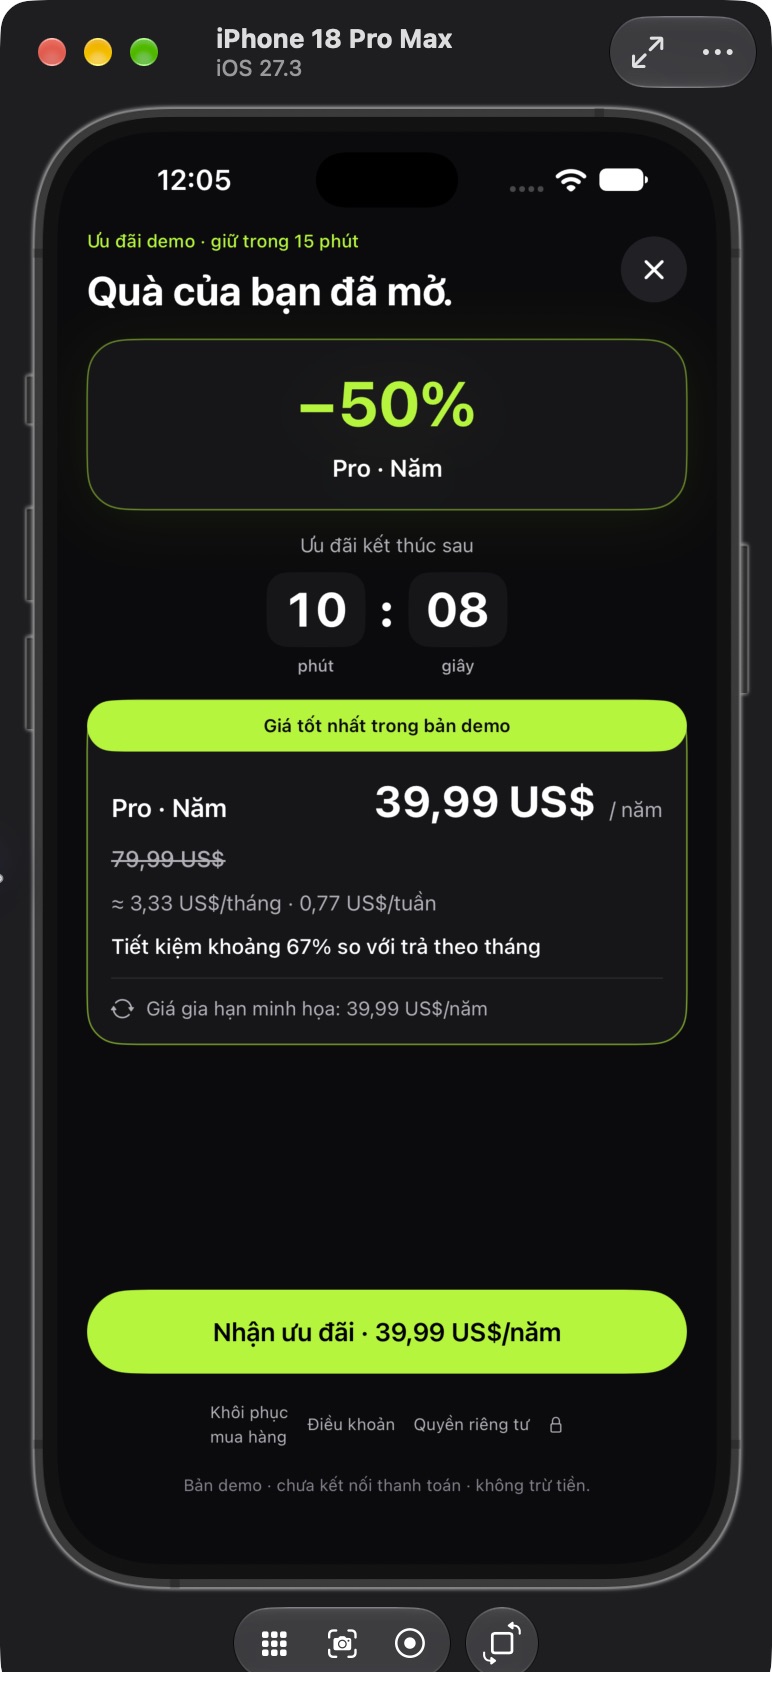 iPhone 18 Pro Max
iOS 27.3
12:05
Ưu đãi demo · giữ trong 15 phút
Quà của bạn đã mở.
–50%
Pro · Năm
Ưu đãi kết thúc sau
10 : 08
phút giây
Giá tốt nhất trong bản demo
Pro · Năm 39,99 US$ / năm
79,99 US$
≈ 3,33 US$/tháng · 0,77 US$/tuần
Tiết kiệm khoảng 67% so với trả theo tháng
Giá gia hạn minh họa: 39,99 US$/năm
Nhận ưu đãi · 39,99 US$/năm
Khôi phục
mua hàng Điều khoản Quyền riêng tư
Bản demo · chưa kết nối thanh toán · không trừ tiền.